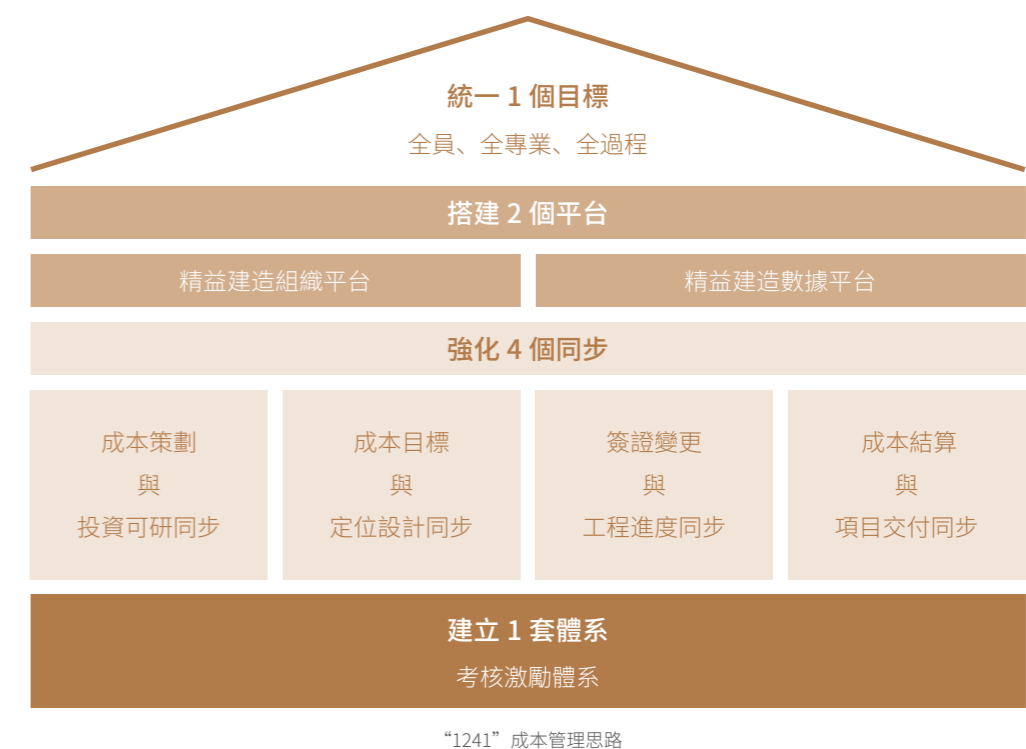 統一 1 個目標
全員、全專業、全過程
搭建 2 個平台
精益建造組織平台
精益建造數據平台
強化 4 個同步
成本策劃
與
投資可研同步
成本目標
與
定位設計同步
簽證變更
與
工程進度同步
成本結算
與
項目交付同步
建立 1 套體系
考核激勵體系
“1241”成本管理思路